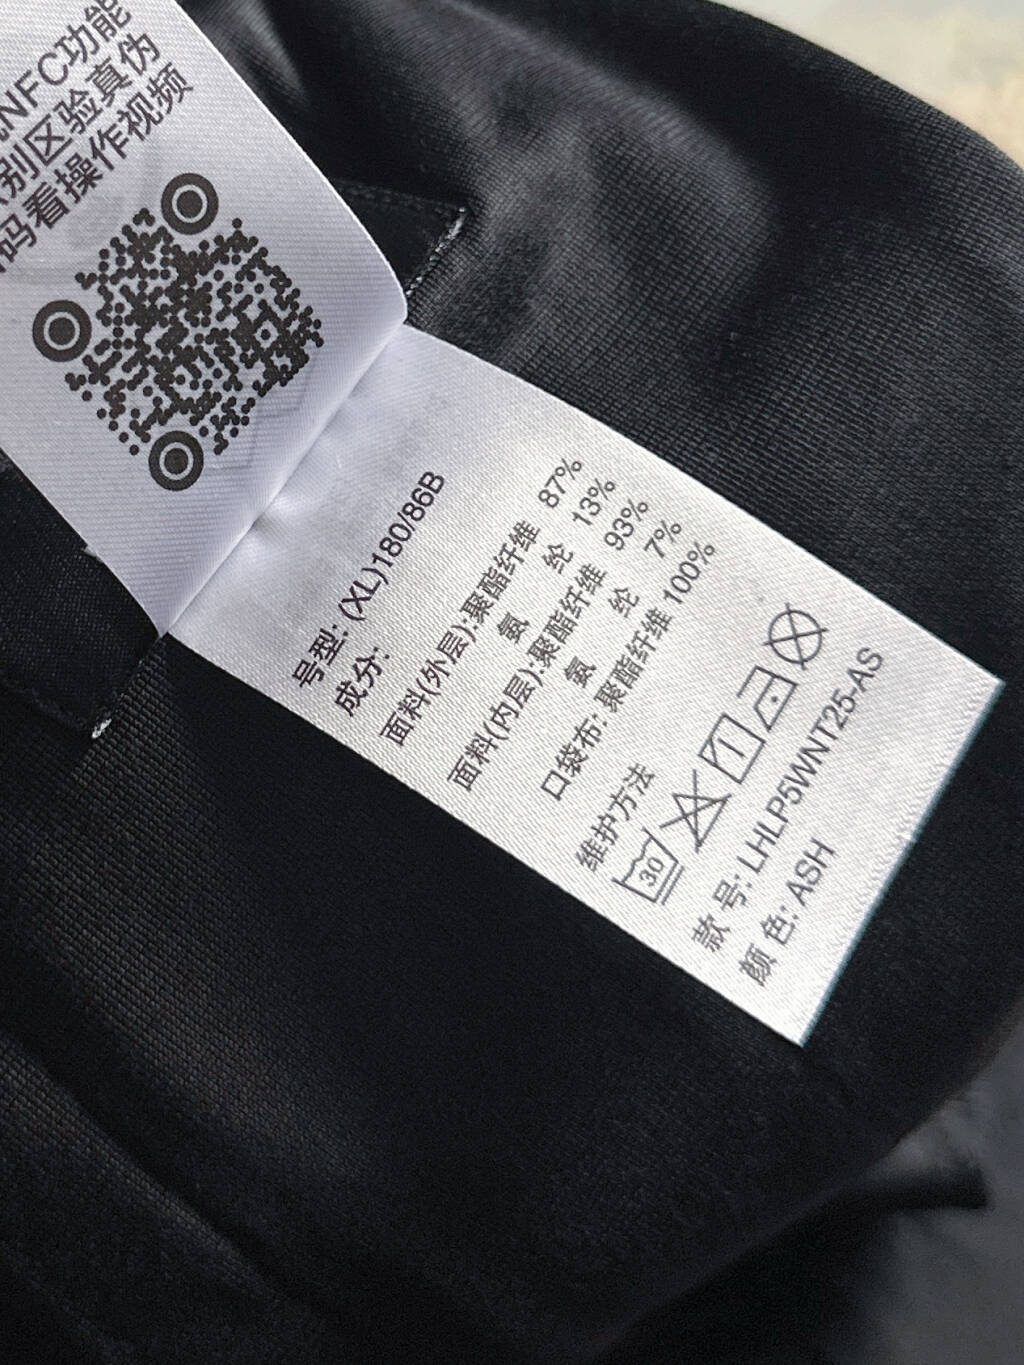 NFC功能
别区验真伪
码看操作视频
号型: (XL)180/86B
成分:
面料(外层):聚酯纤维 87%
氨 纶 13%
面料(内层):聚酯纤维 93%
氨 纶 7%
口袋布: 聚酯纤维 100%
维护方法
30
款 号: LHLP5WNT25-AS
颜 色: ASH